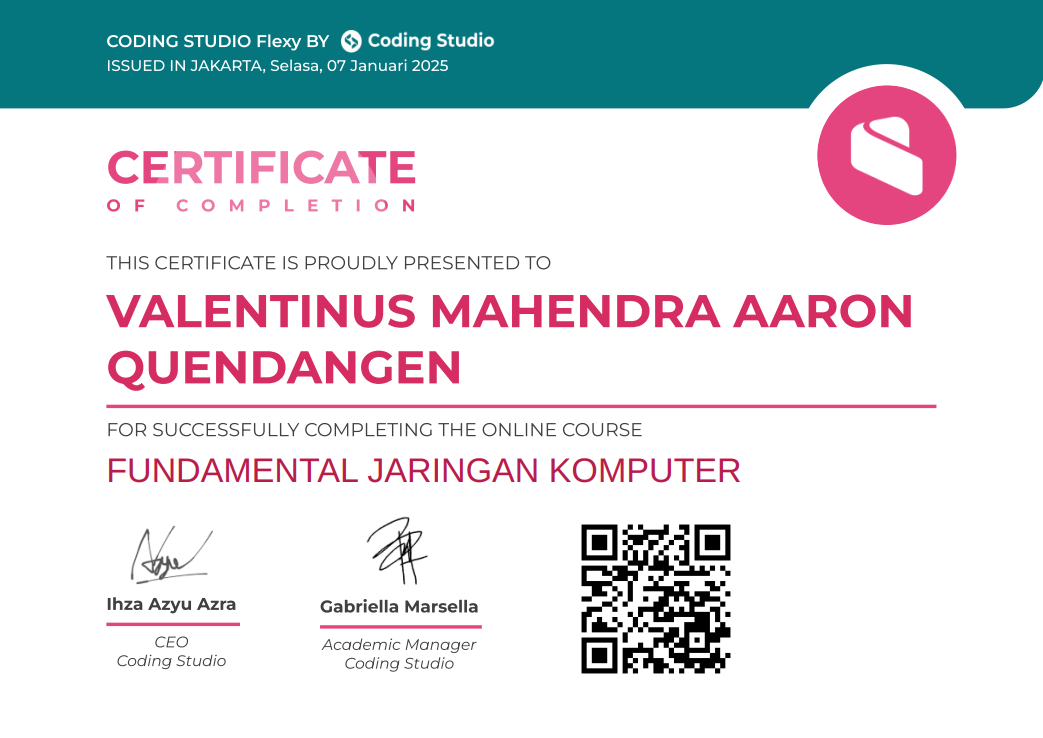 CODING STUDIO Flexy BY Coding Studio
ISSUED IN JAKARTA, Selasa, 07 Januari 2025
CERTIFICATE
OF COMPLETION
THIS CERTIFICATE IS PROUDLY PRESENTED TO
VALENTINUS MAHENDRA AARON
QUENDANGEN
FOR SUCCESSFULLY COMPLETING THE ONLINE COURSE
FUNDAMENTAL JARINGAN KOMPUTER
Ihza Azyu Azra
CEO
Coding Studio
Gabriella Marsella
Academic Manager
Coding Studio